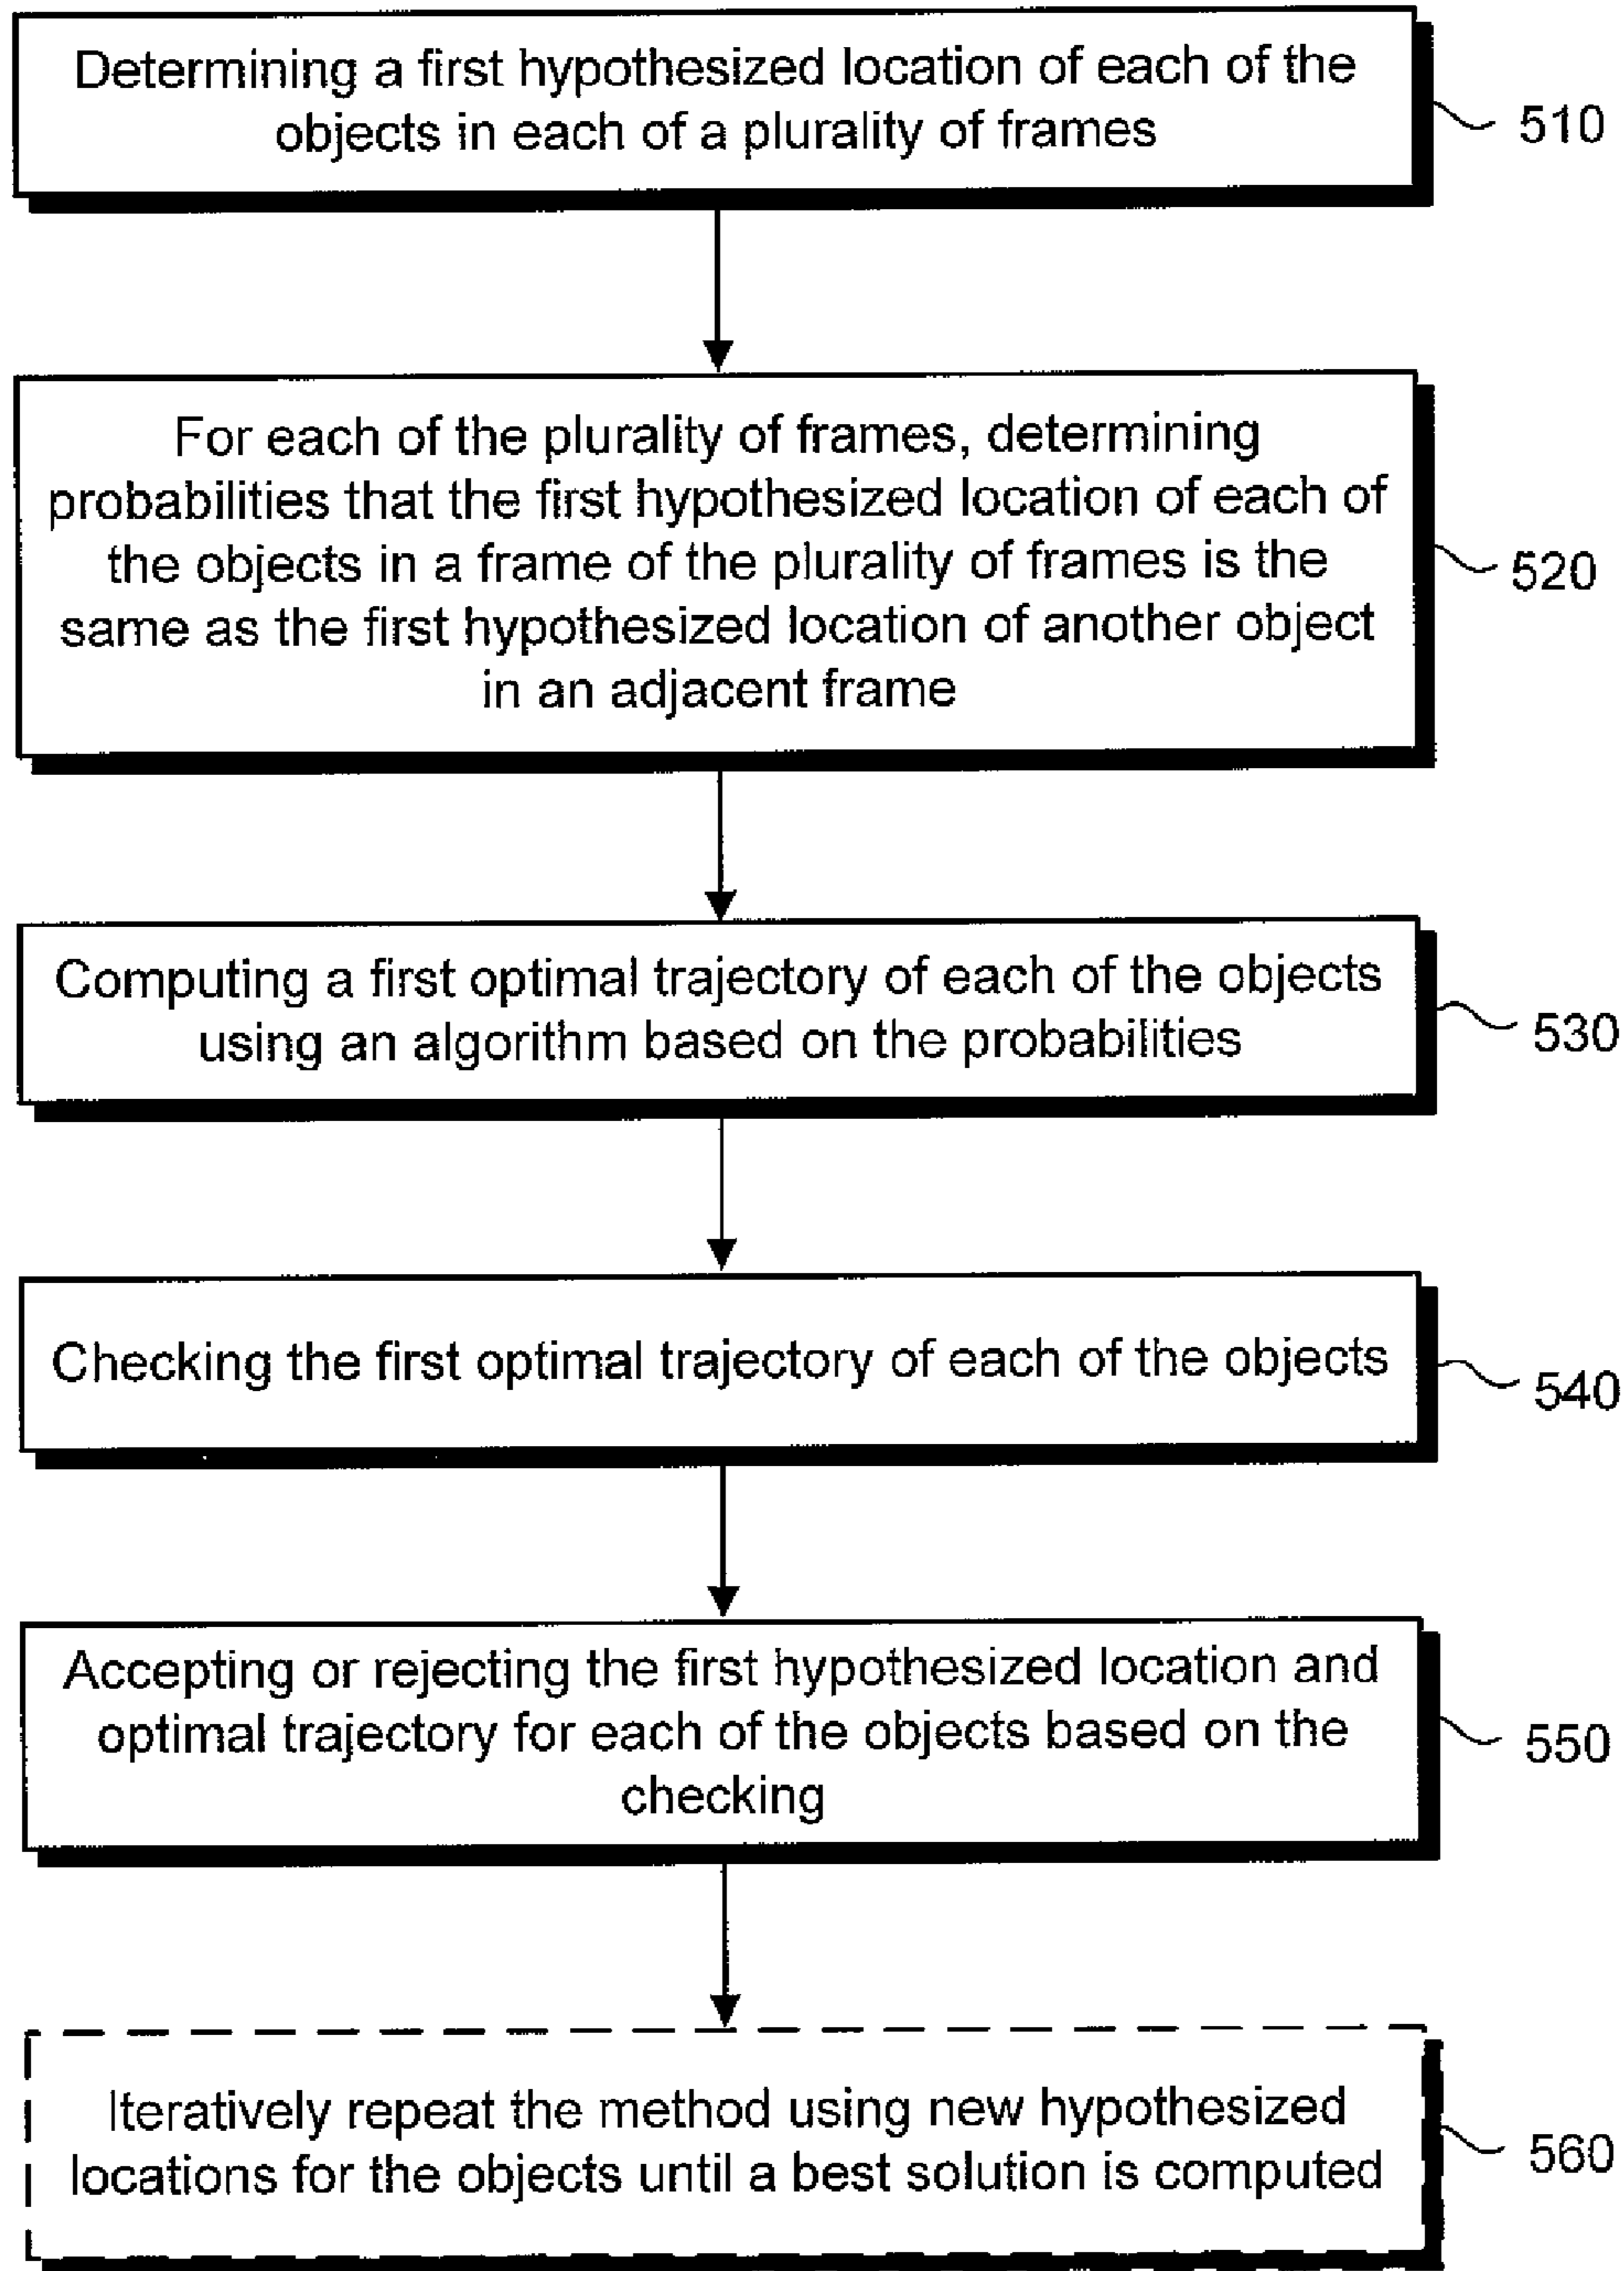 Determining a first hypothesized location of each of the
objects in each of a plurality of frames
510
For each of the plurality of frames, determining
probabilities that the first hypothesized location of each of
the objects in a frame of the plurality of frames is the
same as the first hypothesized location of another object
in an adjacent frame
520
Computing a first optimal trajectory of each of the objects
using an algorithm based on the probabilities
530
Checking the first optimal trajectory of each of the objects
540
Accepting or rejecting the first hypothesized location and
optimal trajectory for each of the objects based on the
checking
550
Iteratively repeat the method using new hypothesized
locations for the objects until a best solution is computed
560